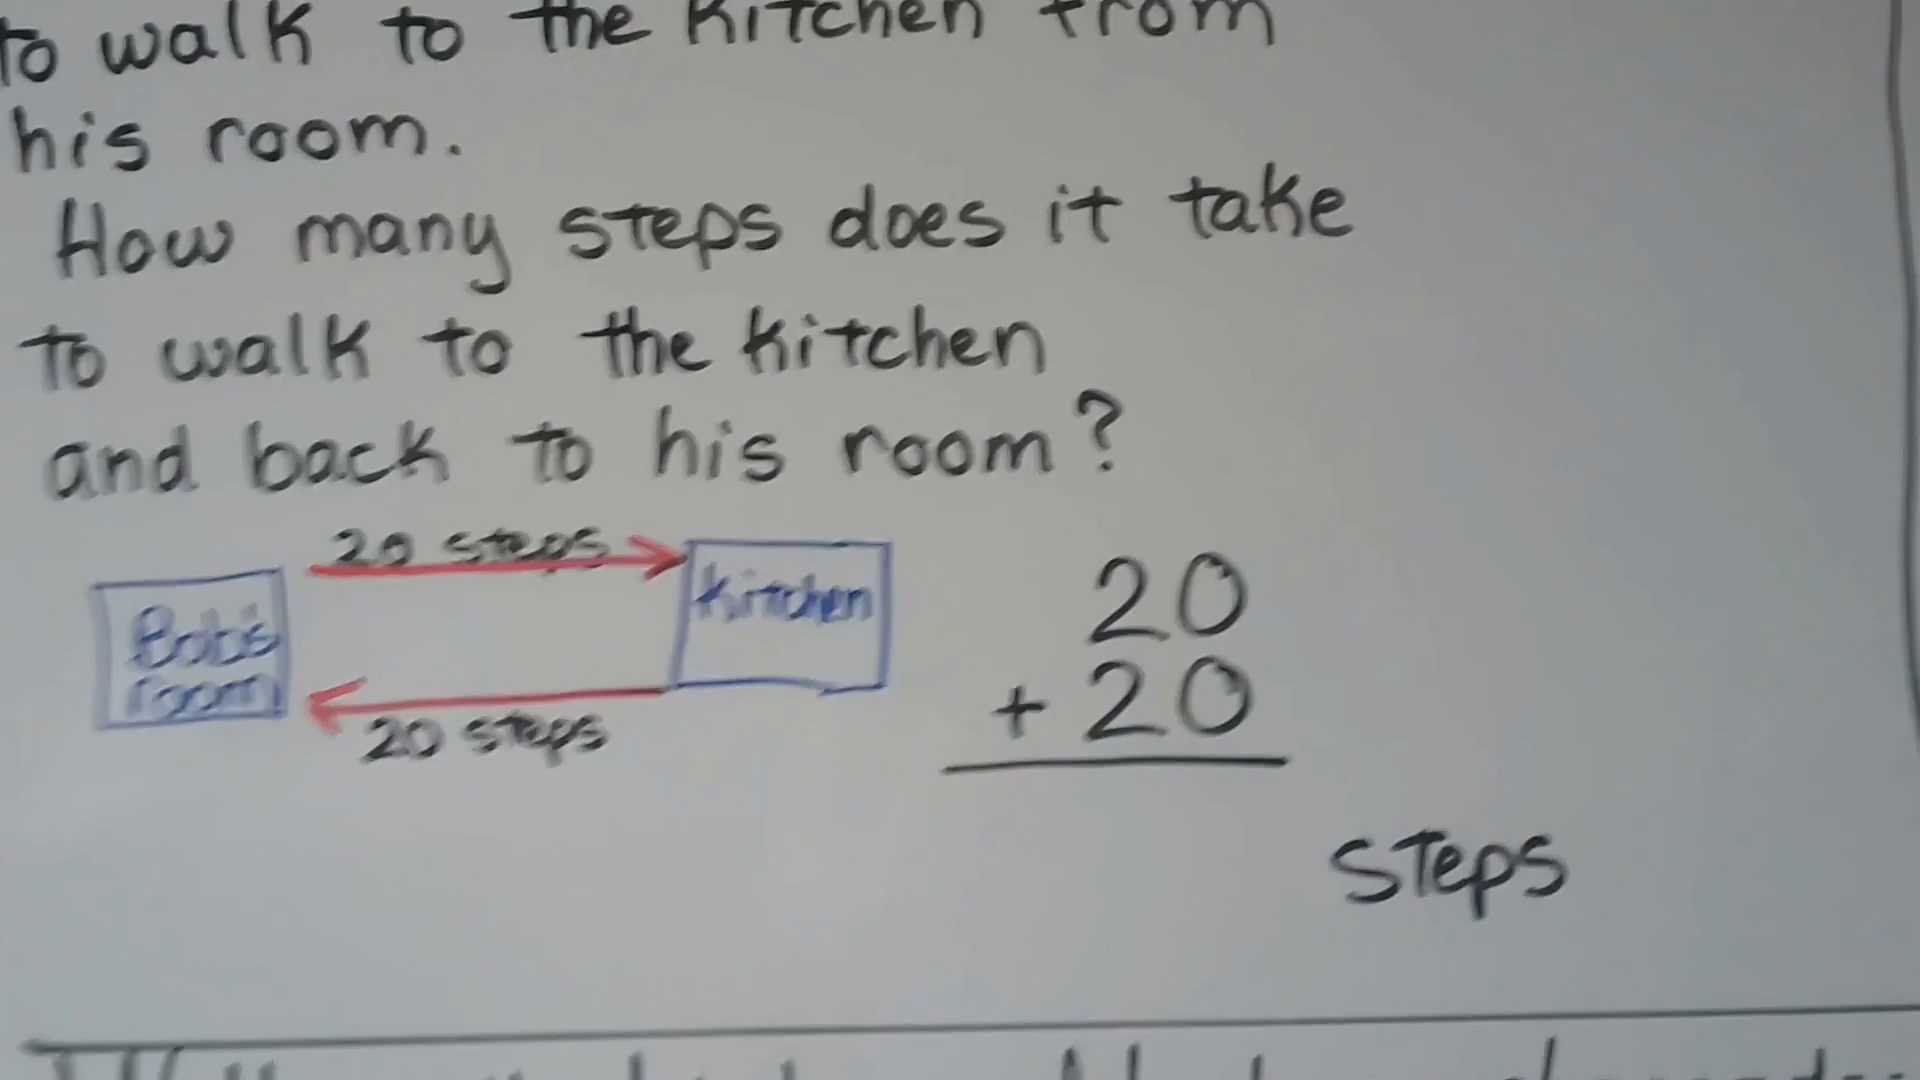 to walk to the kitchen from
his room.
How many steps does it take
to walk to the kitchen
and back to his room?
20 steps
Bob's
room
Kitchen
20 steps
20
+ 20
steps